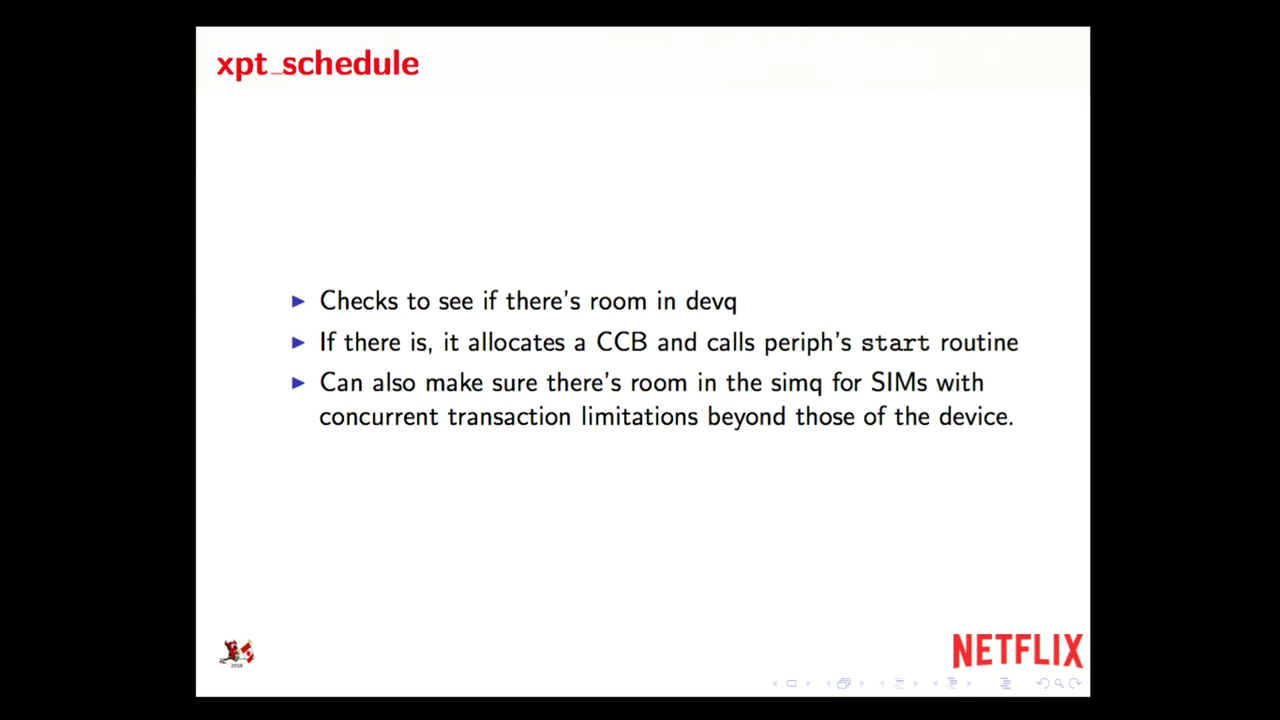 xpt_schedule
Checks to see if there's room in devq
If there is, it allocates a CCB and calls periph's start routine
Can also make sure there's room in the simq for SIMs with
concurrent transaction limitations beyond those of the device.
2016
NETFLIX